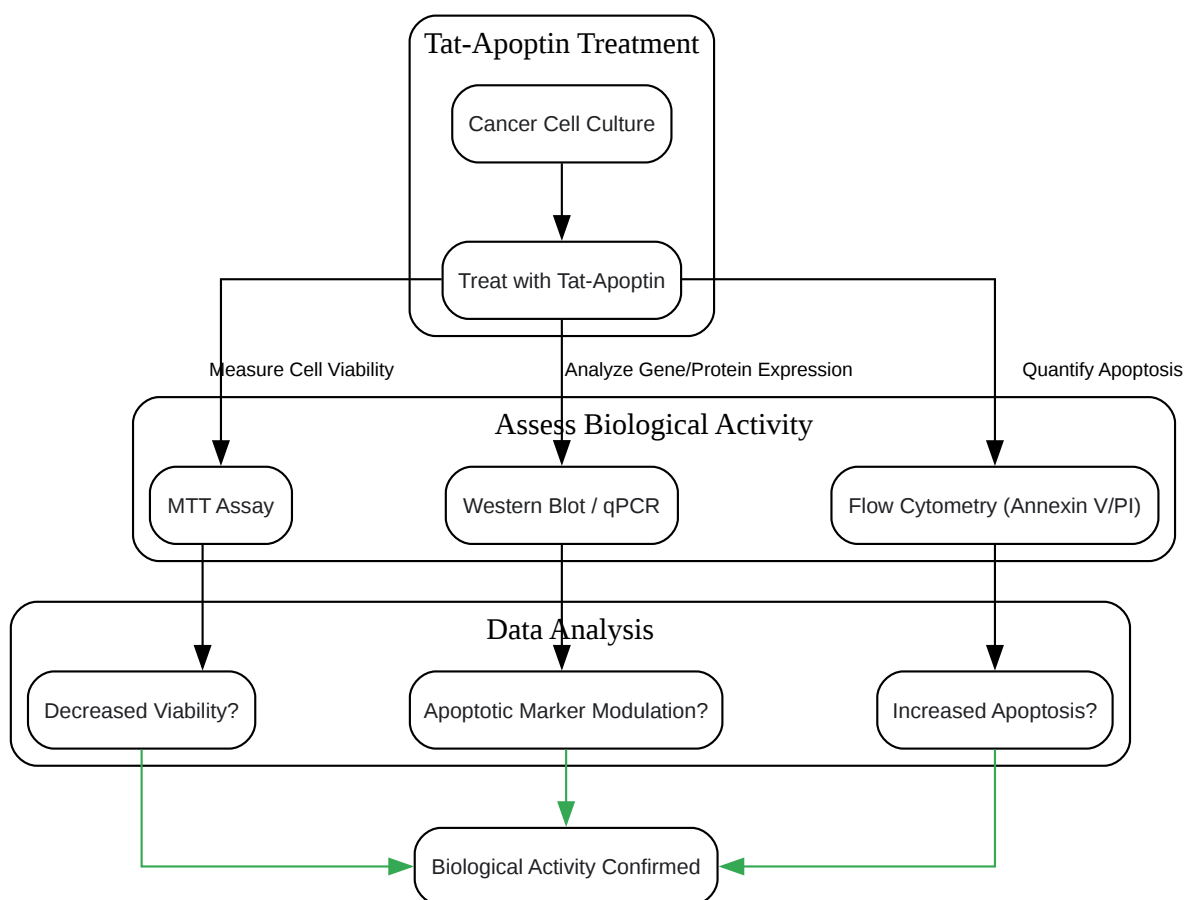 Tat-Apoptin Treatment
Cancer Cell Culture
Treat with Tat-Apoptin
Measure Cell Viability
Analyze Gene/Protein Expression
Quantify Apoptosis
Assess Biological Activity
MTT Assay
Western Blot / qPCR
Flow Cytometry (Annexin V/PI)
Data Analysis
Decreased Viability?
Apoptotic Marker Modulation?
Increased Apoptosis?
Biological Activity Confirmed